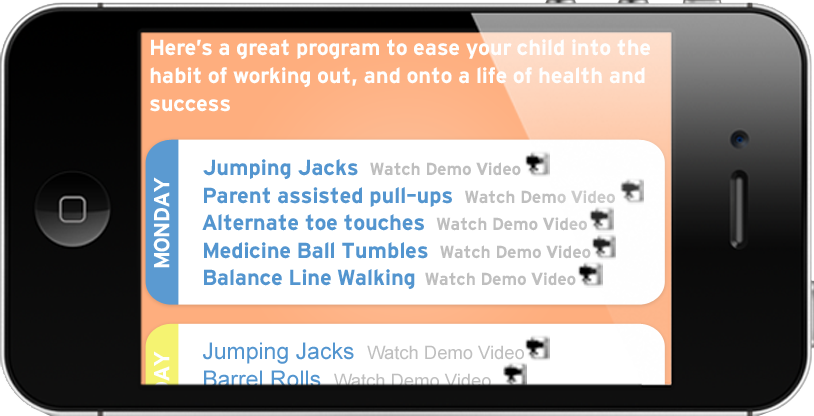 Here's a great program to ease your child into the
habit of working out, and onto a life of health and
success
MONDAY
Jumping Jacks Watch Demo Video
Parent assisted pull-ups Watch Demo Video
Alternate toe touches Watch Demo Video
Medicine Ball Tumbles Watch Demo Video
Balance Line Walking Watch Demo Video
Jumping Jacks Watch Demo Video
Barrel Rolls Watch Demo Video